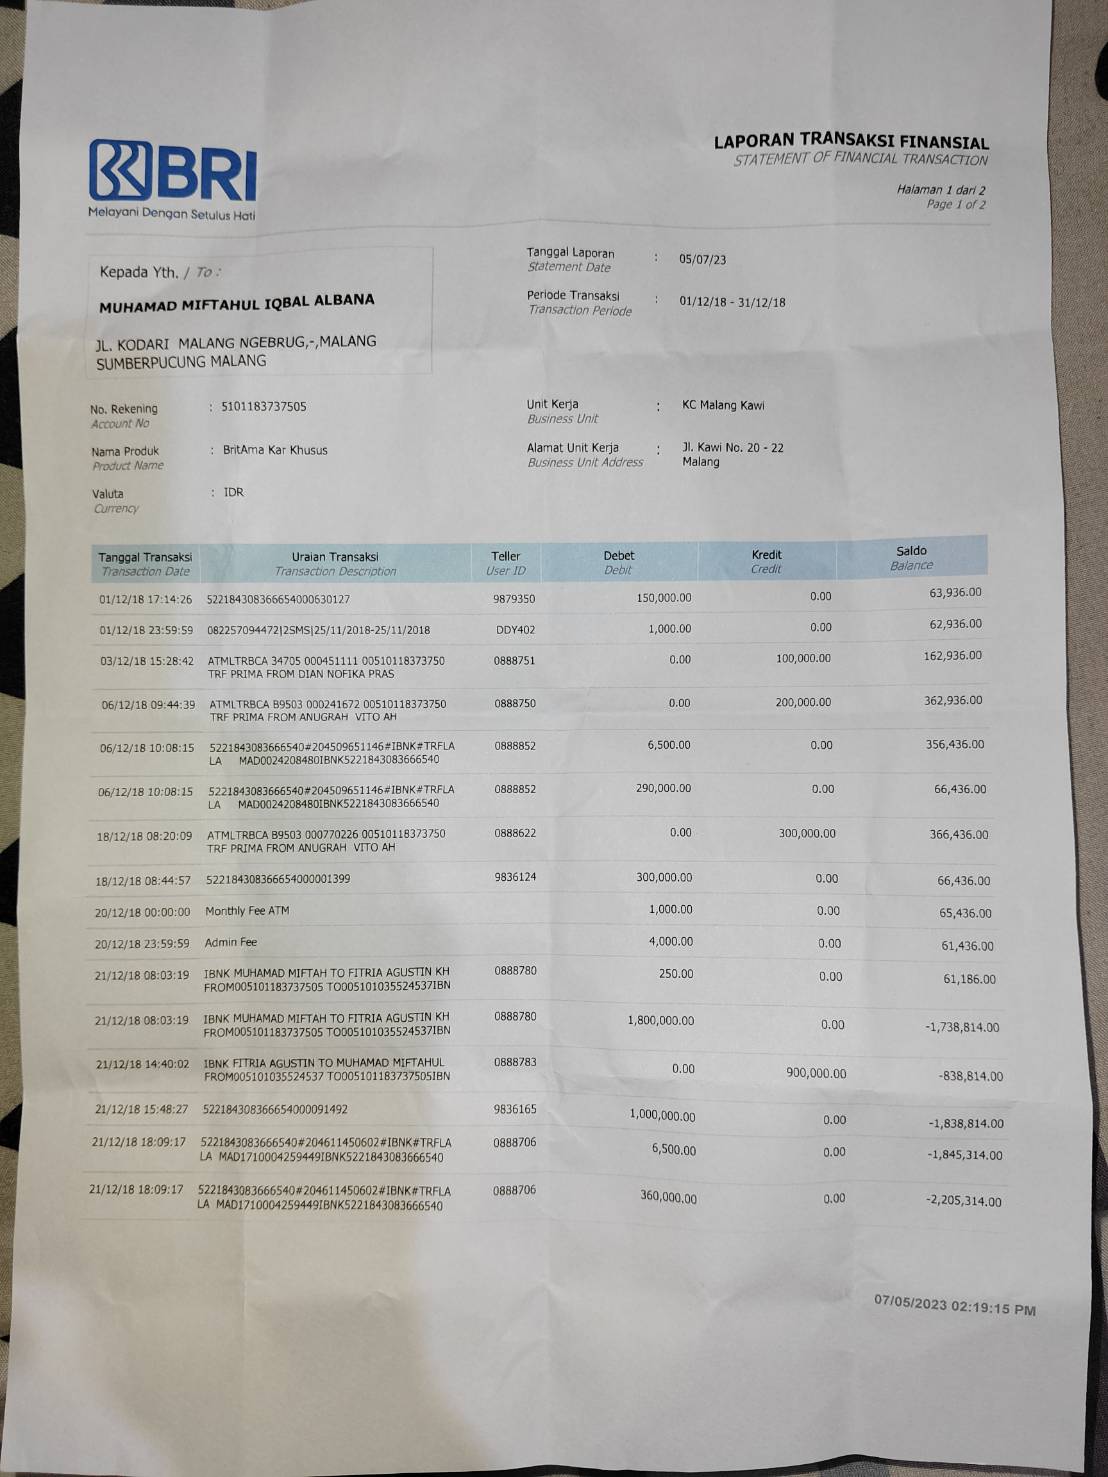 BRI
Melayani Dengan Setulus Hati
LAPORAN TRANSAKSI FINANSIAL
STATEMENT OF FINANCIAL TRANSACTION
Halaman 1 dari 2
Page 1 of 2
Kepada Yth. / To :
MUHAMAD MIFTAHUL IQBAL ALBANA
JL. KODARI MALANG NGEBRUG,-,MALANG
SUMBERPUCUNG MALANG
Tanggal Laporan : 05/07/23
Statement Date
Periode Transaksi : 01/12/18 - 31/12/18
Transaction Periode
No. Rekening : 5101183737505
Account No
Nama Produk : BritAma Kar Khusus
Product Name
Valuta : IDR
Currency
Unit Kerja : KC Malang Kawi
Business Unit
Alamat Unit Kerja : Jl. Kawi No. 20 - 22
Business Unit Address Malang
Tanggal Transaksi Uraian Transaksi Teller Debet Kredit Saldo
Transaction Date Transaction Description User ID Debit Credit Balance
01/12/18 17:14:26 522184308366654000630127 9879350 150,000.00 0.00 63,936.00
01/12/18 23:59:59 082257094472|2SMS|25/11/2018-25/11/2018 DDY402 1,000.00 0.00 62,936.00
03/12/18 15:28:42 ATMLTRBCA 34705 000451111 00510118373750 0888751 0.00 100,000.00 162,936.00
TRF PRIMA FROM DIAN NOFIKA PRAS
06/12/18 09:44:39 ATMLTRBCA B9503 000241672 00510118373750 0888750 0.00 200,000.00 362,936.00
TRF PRIMA FROM ANUGRAH VITO AH
06/12/18 10:08:15 5221843083666540#204509651146#IBNK#TRFLA 0888852 6,500.00 0.00 356,436.00
LA MAD0024208480IBNK5221843083666540
06/12/18 10:08:15 5221843083666540#204509651146#IBNK#TRFLA 0888852 290,000.00 0.00 66,436.00
LA MAD0024208480IBNK5221843083666540
18/12/18 08:20:09 ATMLTRBCA B9503 000770226 00510118373750 0888622 0.00 300,000.00 366,436.00
TRF PRIMA FROM ANUGRAH VITO AH
18/12/18 08:44:57 522184308366654000001399 9836124 300,000.00 0.00 66,436.00
20/12/18 00:00:00 Monthly Fee ATM 1,000.00 0.00 65,436.00
20/12/18 23:59:59 Admin Fee 4,000.00 0.00 61,436.00
21/12/18 08:03:19 IBNK MUHAMAD MIFTAH TO FITRIA AGUSTIN KH 0888780 250.00 0.00 61,186.00
FROM005101183737505 TO005101035524537IBN
21/12/18 08:03:19 IBNK MUHAMAD MIFTAH TO FITRIA AGUSTIN KH 0888780 1,800,000.00 0.00 -1,738,814.00
FROM005101183737505 TO005101035524537IBN
21/12/18 14:40:02 IBNK FITRIA AGUSTIN TO MUHAMAD MIFTAHUL 0888783 0.00 900,000.00 -838,814.00
FROM005101035524537 TO005101183737505IBN
21/12/18 15:48:27 522184308366654000091492 9836165 1,000,000.00 0.00 -1,838,814.00
21/12/18 18:09:17 5221843083666540#204611450602#IBNK#TRFLA 0888706 6,500.00 0.00 -1,845,314.00
LA MAD1710004259449IBNK5221843083666540
21/12/18 18:09:17 5221843083666540#204611450602#IBNK#TRFLA 0888706 360,000.00 0.00 -2,205,314.00
LA MAD1710004259449IBNK5221843083666540
07/05/2023 02:19:15 PM